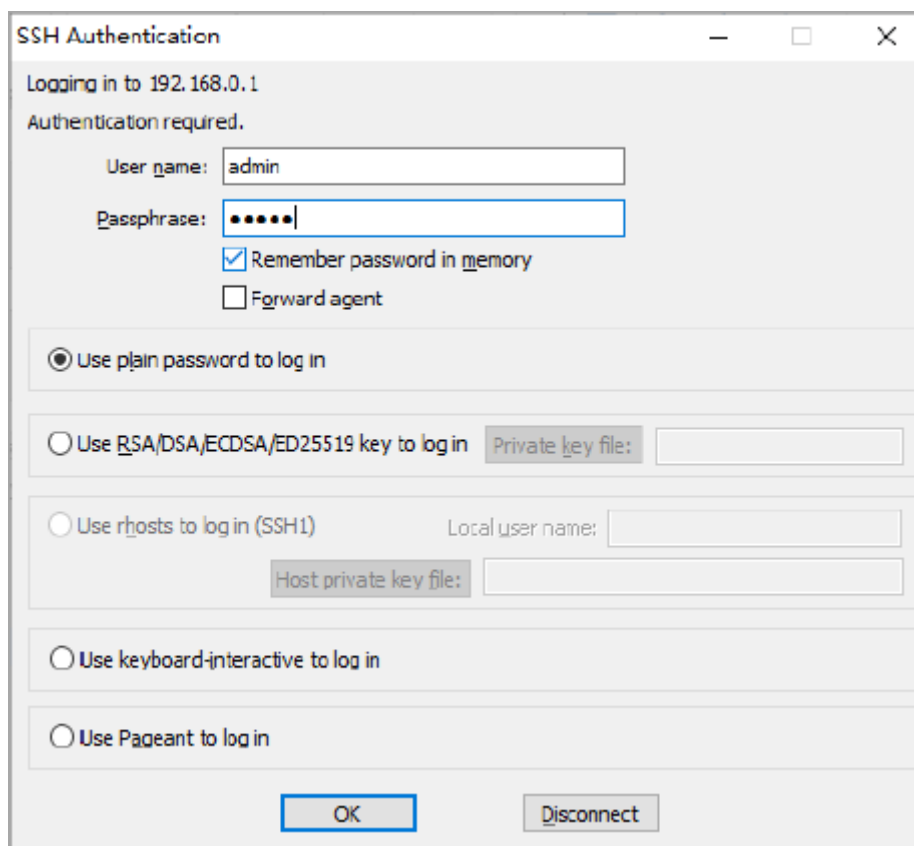 SSH Authentication
Logging in to 192.168.0.1
Authentication required.
User name: admin
Passphrase: •••••
Remember password in memory
Forward agent
Use plain password to log in
Use RSA/DSA/ECDSA/ED25519 key to log in Private key file:
Use rhosts to log in (SSH1) Local user name:
Host private key file:
Use keyboard-interactive to log in
Use Pageant to log in
OK Disconnect